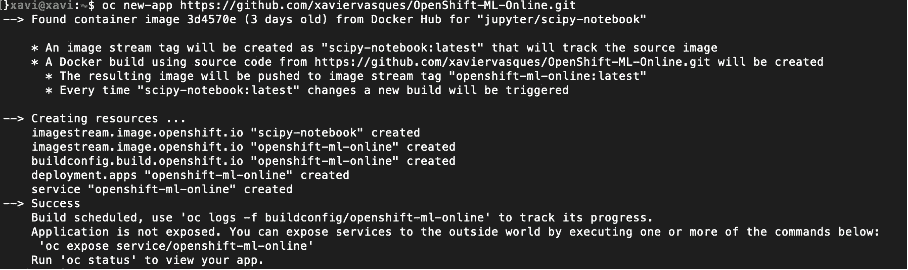 [}xavi@xavi:~$ oc new-app https://github.com/xaviervasques/OpenShift-ML-Online.git
--> Found container image 3d4570e (3 days old) from Docker Hub for "jupyter/scipy-notebook"
* An image stream tag will be created as "scipy-notebook:latest" that will track the source image
* A Docker build using source code from https://github.com/xaviervasques/OpenShift-ML-Online.git will be created
* The resulting image will be pushed to image stream tag "openshift-ml-online:latest"
* Every time "scipy-notebook:latest" changes a new build will be triggered
--> Creating resources ...
imagestream.image.openshift.io "scipy-notebook" created
imagestream.image.openshift.io "openshift-ml-online" created
buildconfig.build.openshift.io "openshift-ml-online" created
deployment.apps "openshift-ml-online" created
service "openshift-ml-online" created
--> Success
Build scheduled, use 'oc logs -f buildconfig/openshift-ml-online' to track its progress.
Application is not exposed. You can expose services to the outside world by executing one or more of the commands below:
'oc expose service/openshift-ml-online'
Run 'oc status' to view your app.